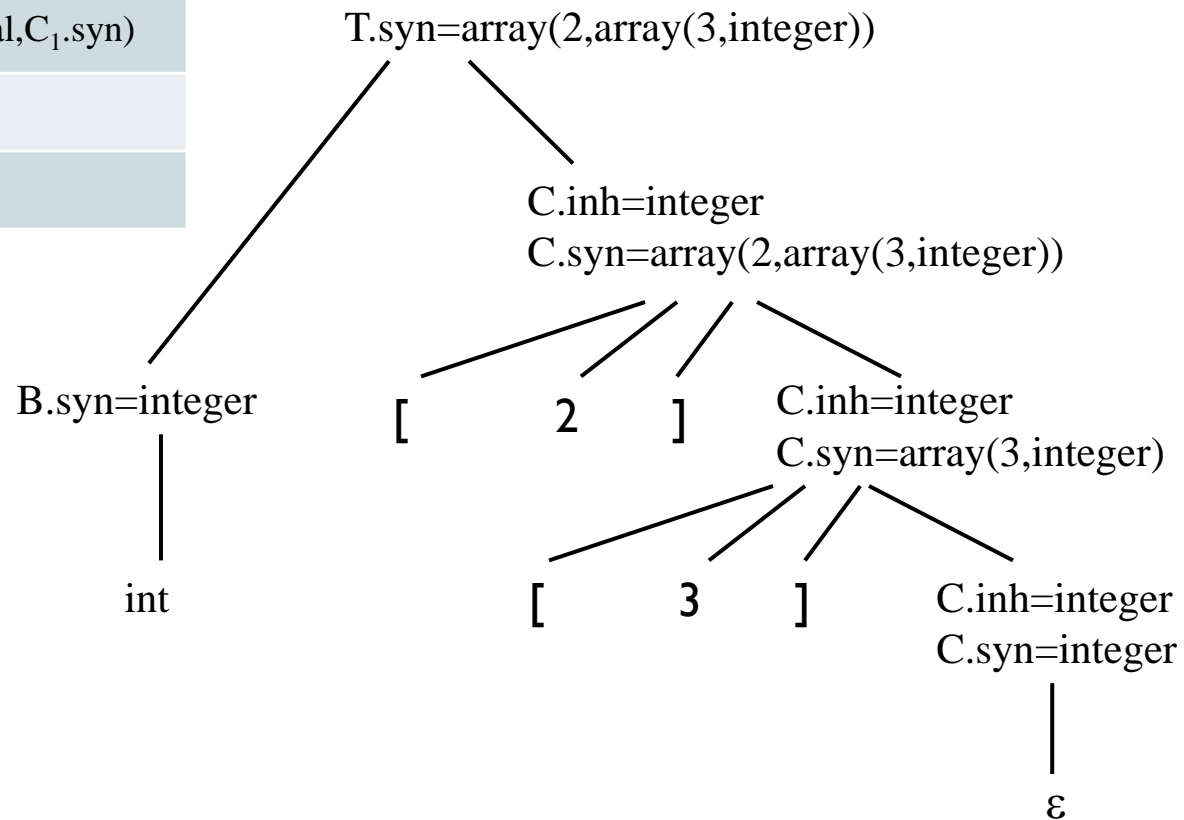 C₁.syn)
T.syn=array(2,array(3,integer))
C.inh=integer
C.syn=array(2,array(3,integer))
B.syn=integer
[ 2 ]
C.inh=integer
C.syn=array(3,integer)
int
[ 3 ]
C.inh=integer
C.syn=integer
ε